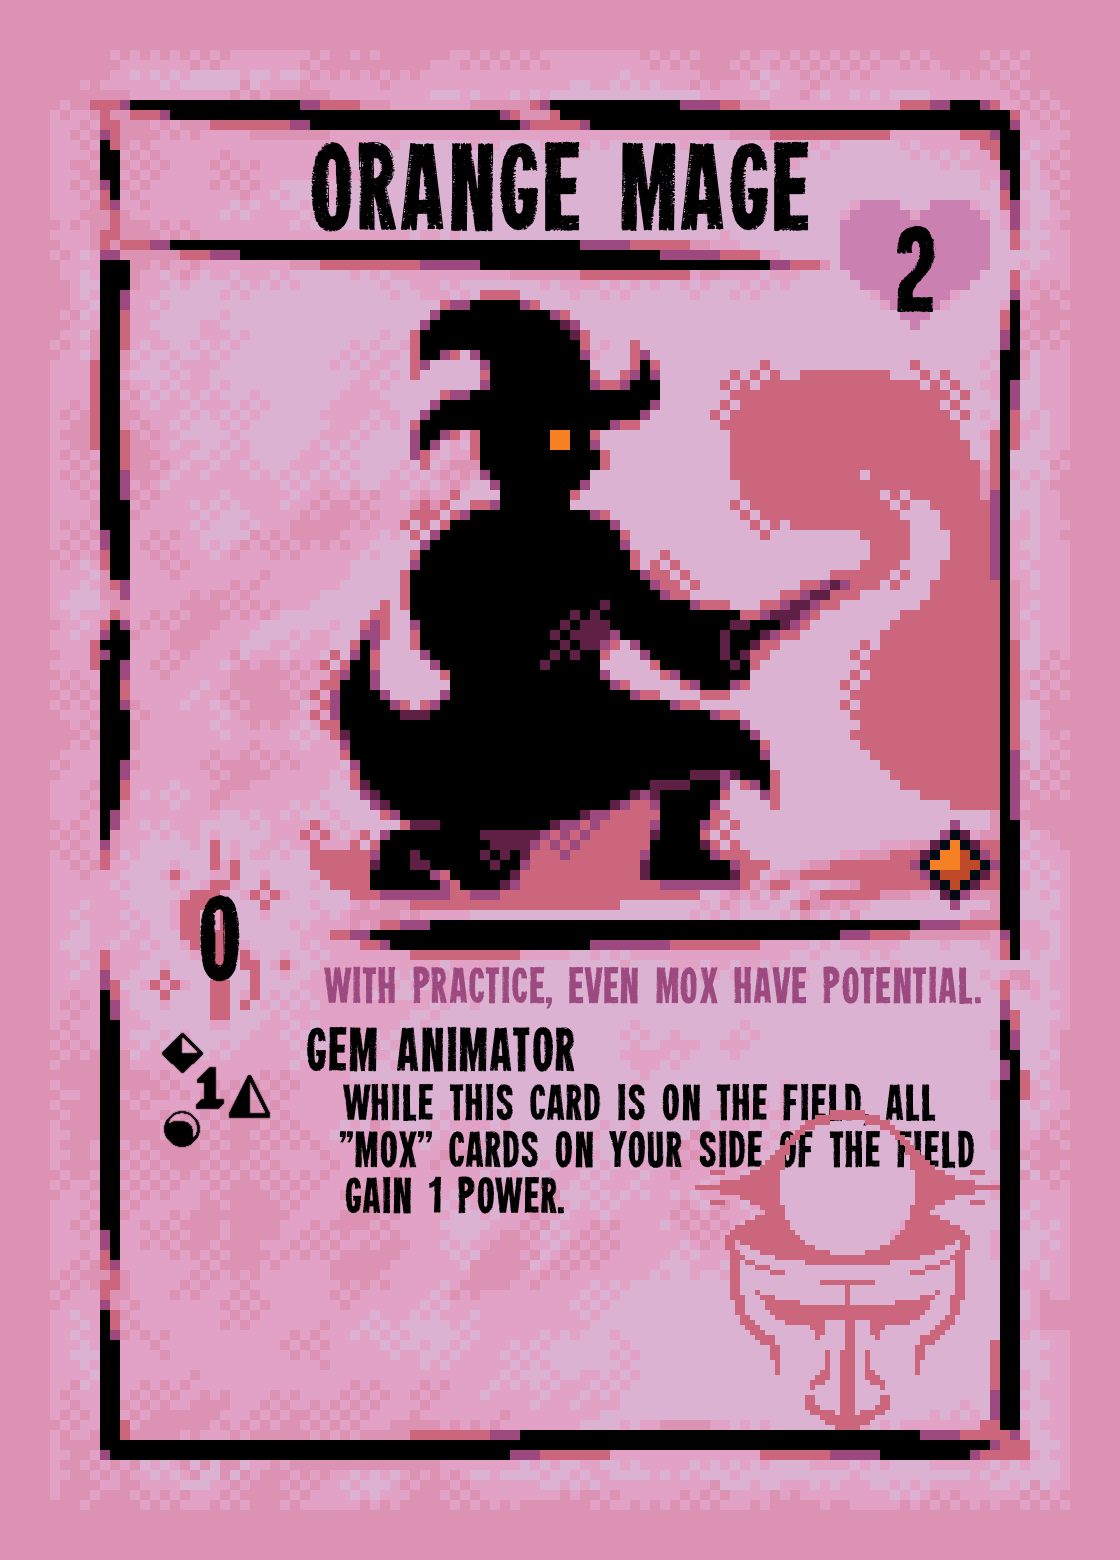 ORANGE MAGE
2
0
WITH PRACTICE, EVEN MOX HAVE POTENTIAL.
1
GEM ANIMATOR
WHILE THIS CARD IS ON THE FIELD, ALL
"MOX" CARDS ON YOUR SIDE OF THE FIELD
GAIN 1 POWER.